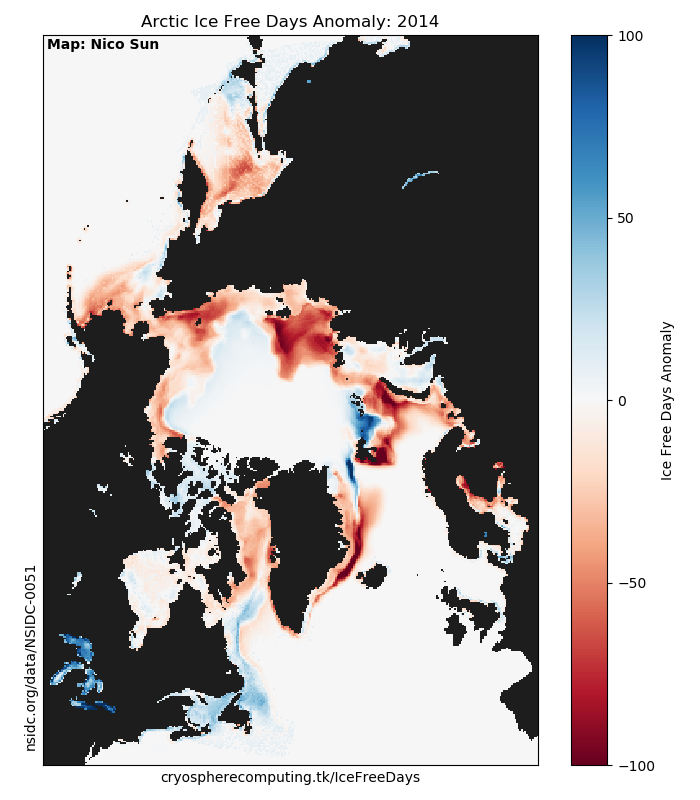 Arctic Ice Free Days Anomaly: 2014
Map: Nico Sun
100
50
0
−50
−100
Ice Free Days Anomaly
nsidc.org/data/NSIDC-0051
cryospherecomputing.tk/IceFreeDays